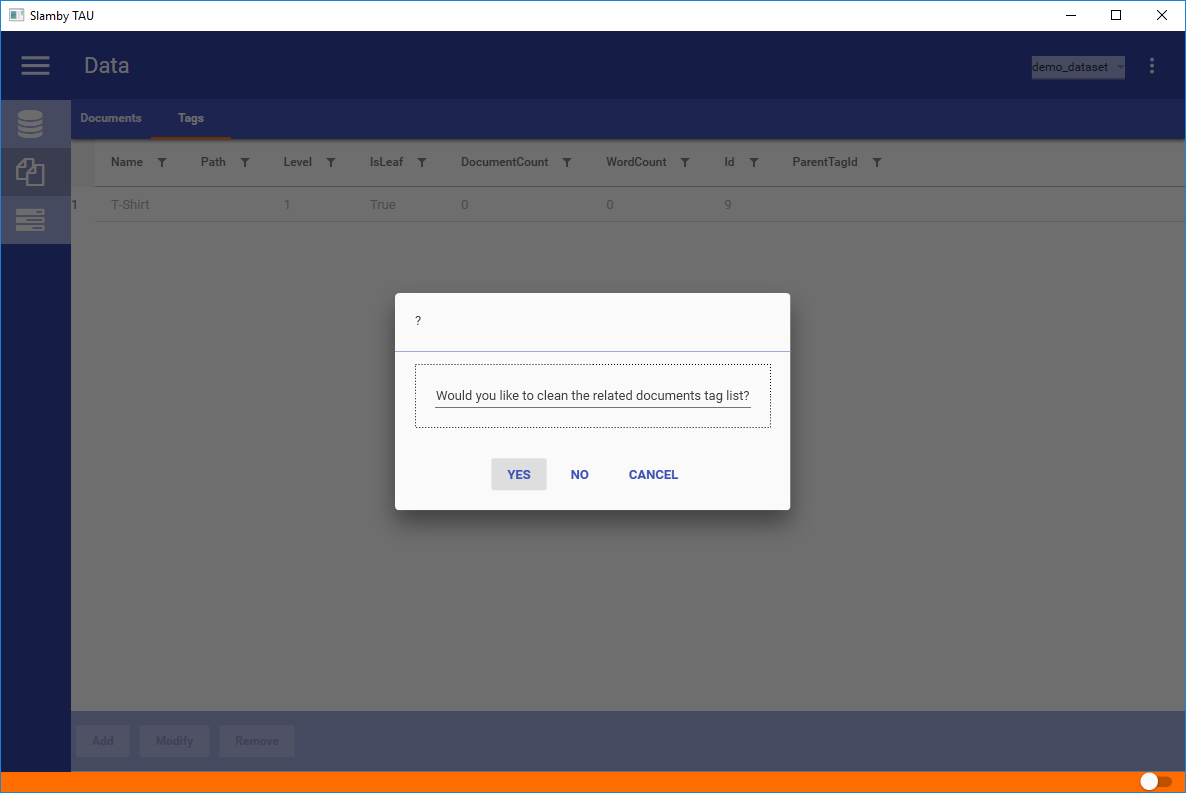 Slamby TAU
Data
demo_dataset
Documents Tags
Name Path Level IsLeaf DocumentCount WordCount Id ParentTagId
1 T-Shirt 1 True 0 0 9
?
Would you like to clean the related documents tag list?
YES NO CANCEL
Add Modify Remove